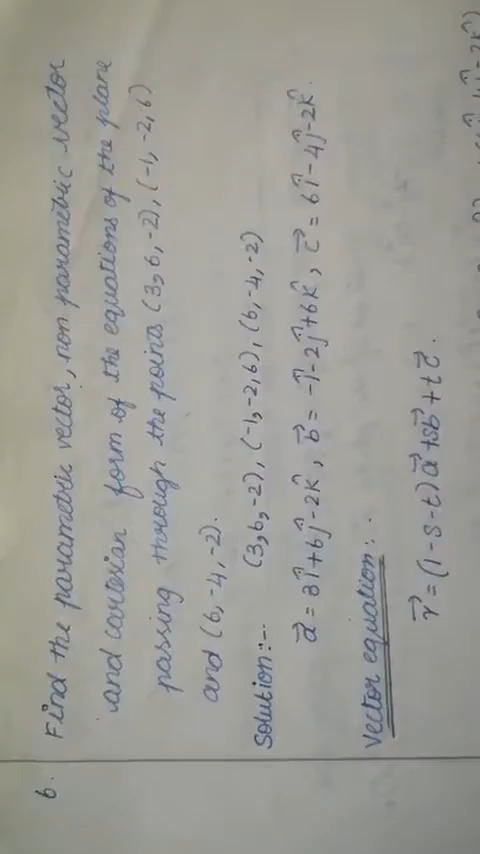 6. Find the parametric vector, non parametric vector
and cartesian form of the equations of the plane
passing through the points (3,6,-2), (-1,-2,6)
and (6,-4,-2).
Solution:- (3,6,-2), (-1,-2,6), (6,-4,-2)
a⃗ = 3î+6ĵ-2k̂, b⃗ = -î-2ĵ+6k̂, c⃗ = 6î-4ĵ-2k̂.
Vector equation:-
r⃗ = (1-s-t)a⃗+sb⃗+tc⃗.